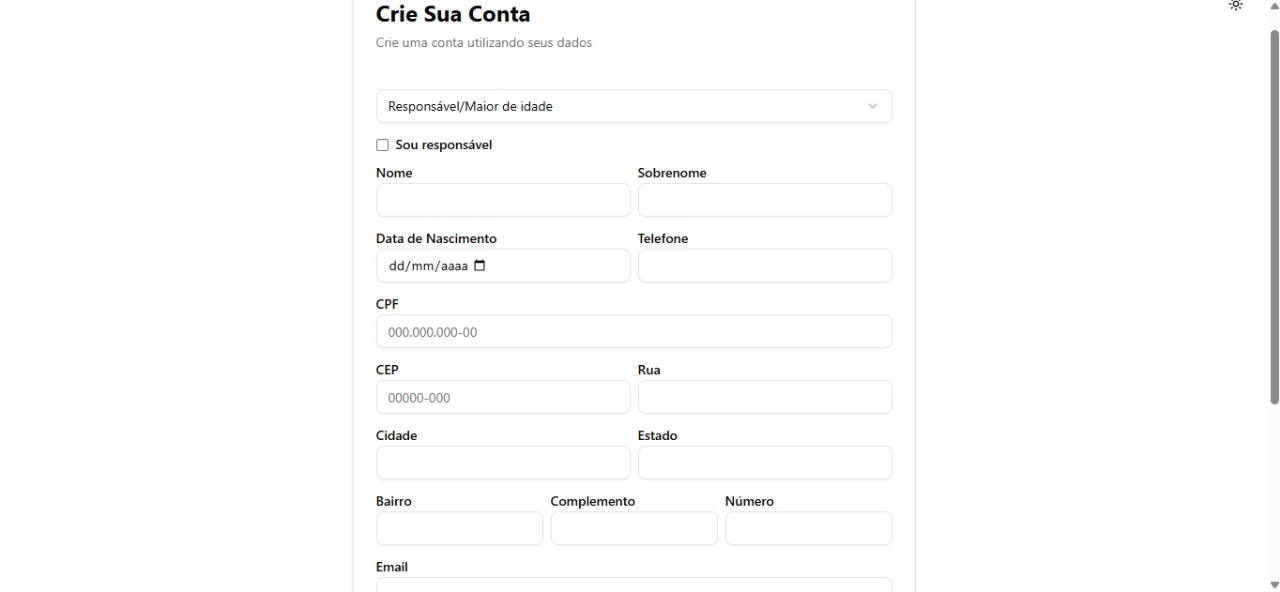 Crie Sua Conta
Crie uma conta utilizando seus dados
Responsável/Maior de idade
Sou responsável
Nome Sobrenome
Data de Nascimento Telefone
dd/mm/aaaa
CPF
000.000.000-00
CEP Rua
00000-000
Cidade Estado
Bairro Complemento Número
Email